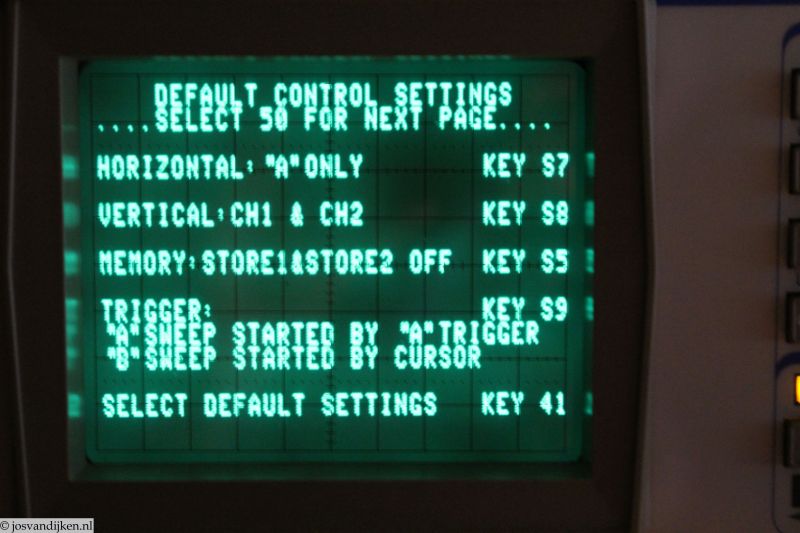 DEFAULT CONTROL SETTINGS
....SELECT 50 FOR NEXT PAGE....
HORIZONTAL: "A" ONLY KEY S7
VERTICAL: CH1 & CH2 KEY S8
MEMORY: STORE1&STORE2 OFF KEY S5
TRIGGER: KEY S9
"A" SWEEP STARTED BY "A" TRIGGER
"B" SWEEP STARTED BY CURSOR
SELECT DEFAULT SETTINGS KEY 41
© josvandijken.nl